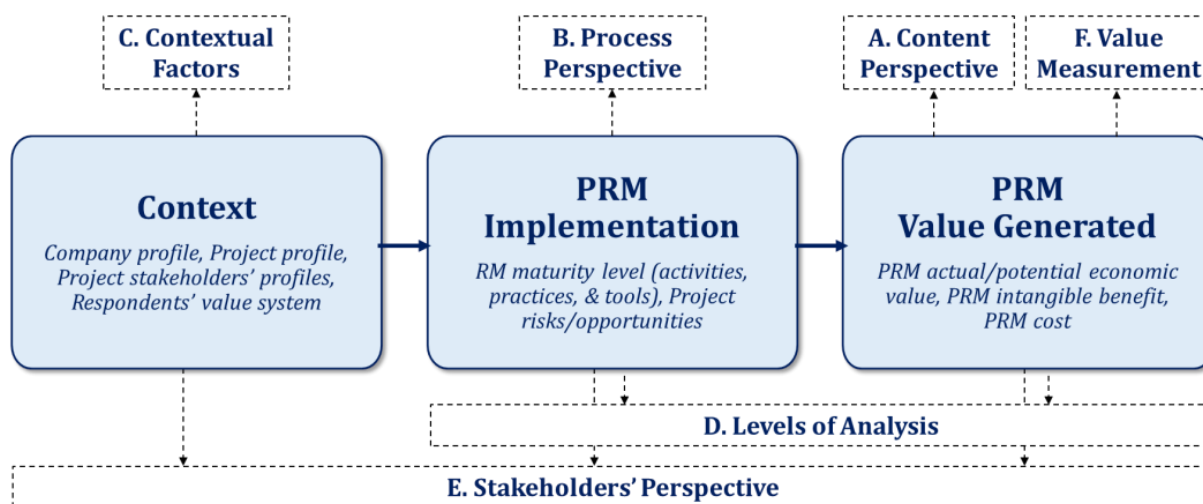 C. Contextual
Factors
B. Process
Perspective
A. Content
Perspective
F. Value
Measurement
Context
Company profile, Project profile,
Project stakeholders’ profiles,
Respondents’ value system
PRM
Implementation
RM maturity level (activities,
practices, & tools), Project
risks/opportunities
PRM
Value Generated
PRM actual/potential economic
value, PRM intangible benefit,
PRM cost
D. Levels of Analysis
E. Stakeholders’ Perspective